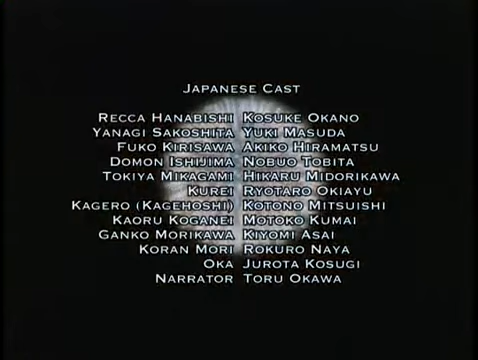 Japanese Cast
Recca Hanabishi Kosuke Okano
Yanagi Sakoshita Yuki Masuda
Fuko Kirisawa Akiko Hiramatsu
Domon Ishijima Nobuo Tobita
Tokiya Mikagami Hikaru Midorikawa
Kurei Ryotaro Okiayu
Kagero (Kagehoshi) Kotono Mitsuishi
Kaoru Koganei Motoko Kumai
Ganko Morikawa Kiyomi Asai
Koran Mori Rokuro Naya
Oka Jurota Kosugi
Narrator Toru Okawa